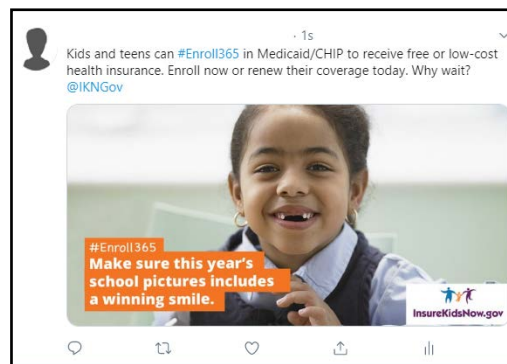 · 1s
Kids and teens can #Enroll365 in Medicaid/CHIP to receive free or low-cost
health insurance. Enroll now or renew their coverage today. Why wait?
@IKNGov
#Enroll365
Make sure this year's
school pictures includes
a winning smile.
InsureKidsNow.gov